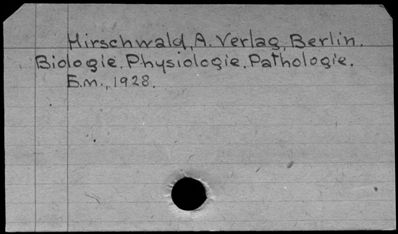 Hirschwald, A. Verlag, Berlin.
Biologie. Physiologie. Pathologie.
E.m., 1928.